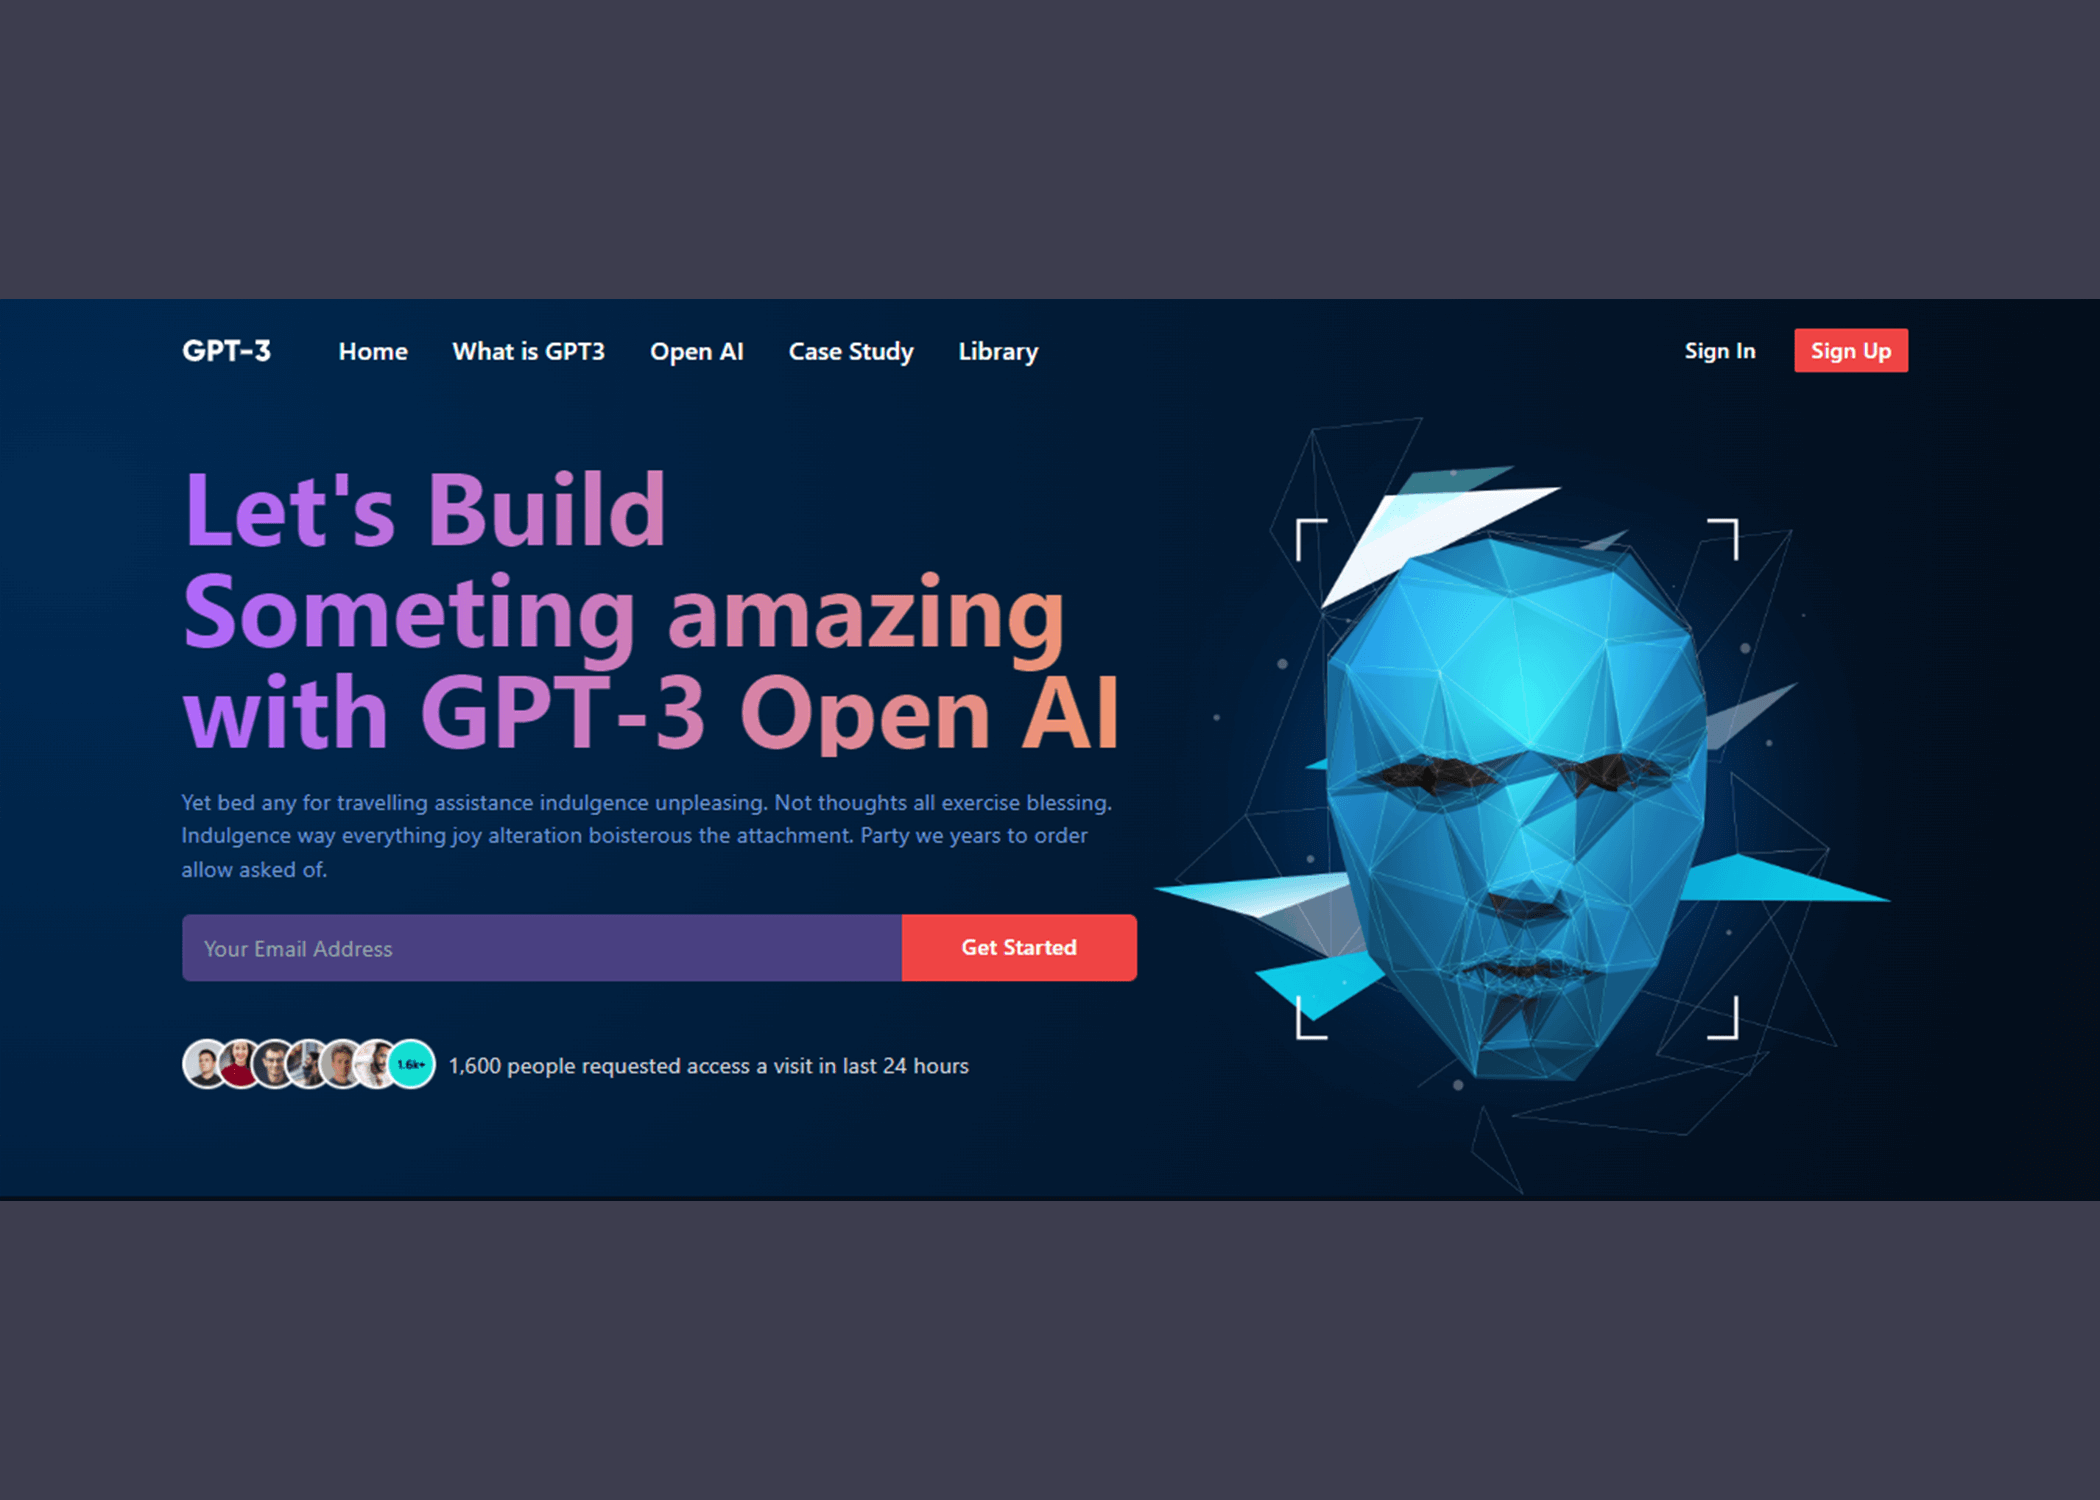 GPT-3
Home
What is GPT3
Open AI
Case Study
Library
Sign In
Sign Up
Let's Build
Someting amazing
with GPT-3 Open AI
Yet bed any for travelling assistance indulgence unpleasing. Not thoughts all exercise blessing.
Indulgence way everything joy alteration boisterous the attachment. Party we years to order
allow asked of.
Your Email Address
Get Started
1.6k+
1,600 people requested access a visit in last 24 hours